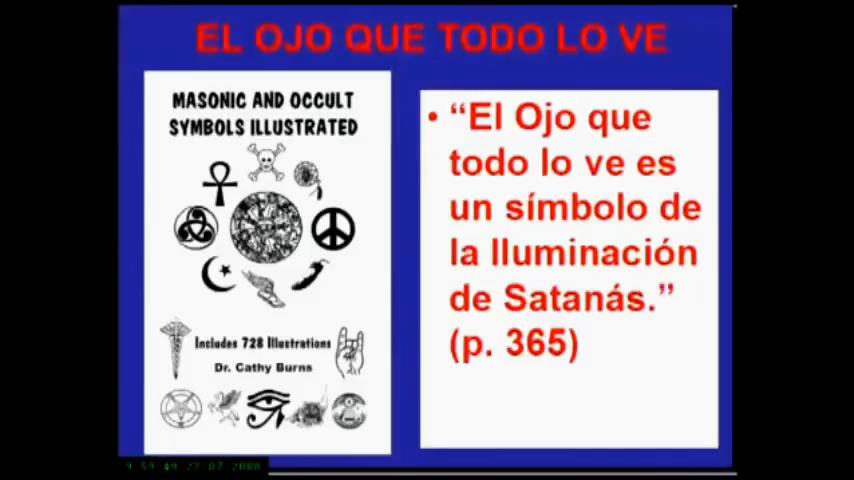 EL OJO QUE TODO LO VE
MASONIC AND OCCULT
SYMBOLS ILLUSTRATED
Includes 728 Illustrations
Dr. Cathy Burns
• “El Ojo que
todo lo ve es
un símbolo de
la Iluminación
de Satanás.”
(p. 365)